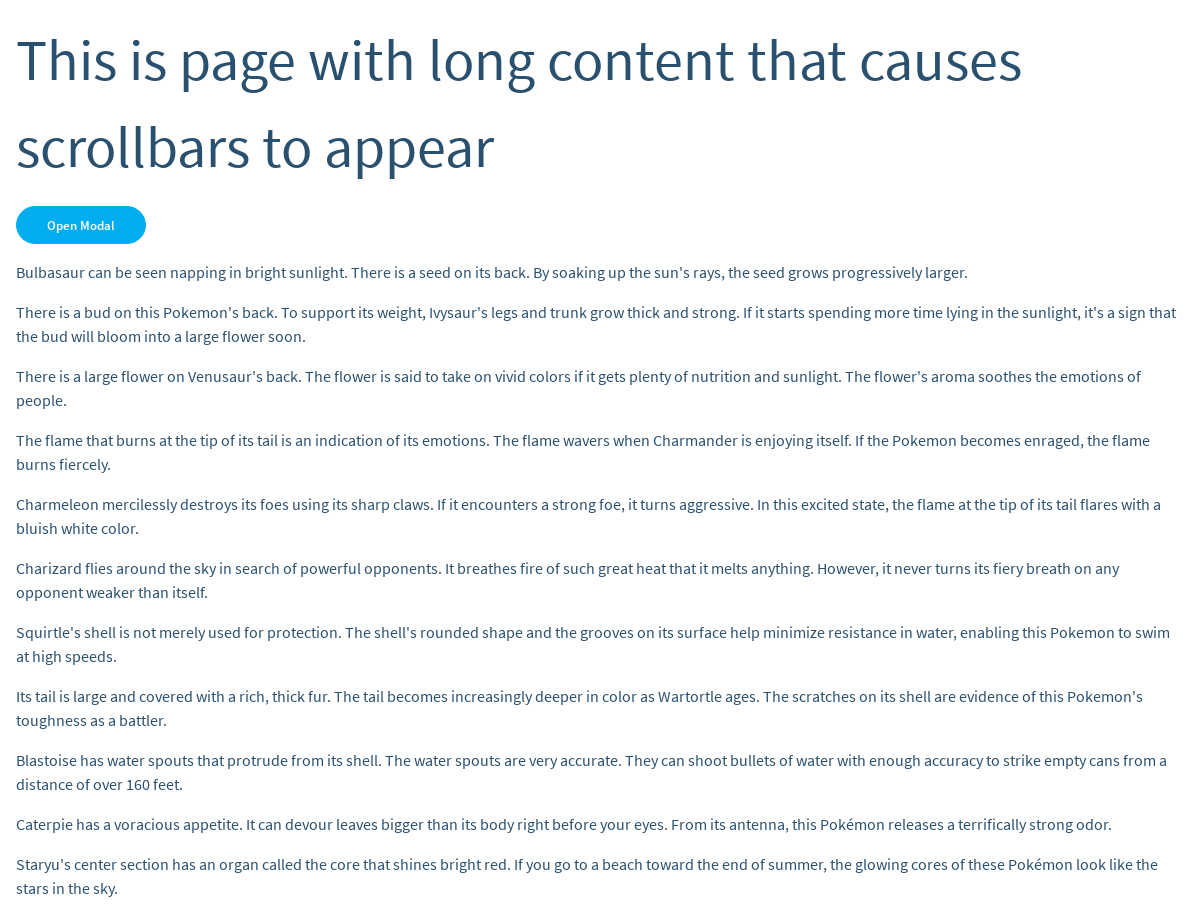 This is page with long content that causes
scrollbars to appear
Open Modal
Bulbasaur can be seen napping in bright sunlight. There is a seed on its back. By soaking up the sun's rays, the seed grows progressively larger.
There is a bud on this Pokemon's back. To support its weight, Ivysaur's legs and trunk grow thick and strong. If it starts spending more time lying in the sunlight, it's a sign that
the bud will bloom into a large flower soon.
There is a large flower on Venusaur's back. The flower is said to take on vivid colors if it gets plenty of nutrition and sunlight. The flower's aroma soothes the emotions of
people.
The flame that burns at the tip of its tail is an indication of its emotions. The flame wavers when Charmander is enjoying itself. If the Pokemon becomes enraged, the flame
burns fiercely.
Charmeleon mercilessly destroys its foes using its sharp claws. If it encounters a strong foe, it turns aggressive. In this excited state, the flame at the tip of its tail flares with a
bluish white color.
Charizard flies around the sky in search of powerful opponents. It breathes fire of such great heat that it melts anything. However, it never turns its fiery breath on any
opponent weaker than itself.
Squirtle's shell is not merely used for protection. The shell's rounded shape and the grooves on its surface help minimize resistance in water, enabling this Pokemon to swim
at high speeds.
Its tail is large and covered with a rich, thick fur. The tail becomes increasingly deeper in color as Wartortle ages. The scratches on its shell are evidence of this Pokemon's
toughness as a battler.
Blastoise has water spouts that protrude from its shell. The water spouts are very accurate. They can shoot bullets of water with enough accuracy to strike empty cans from a
distance of over 160 feet.
Caterpie has a voracious appetite. It can devour leaves bigger than its body right before your eyes. From its antenna, this Pokémon releases a terrifically strong odor.
Staryu's center section has an organ called the core that shines bright red. If you go to a beach toward the end of summer, the glowing cores of these Pokémon look like the
stars in the sky.